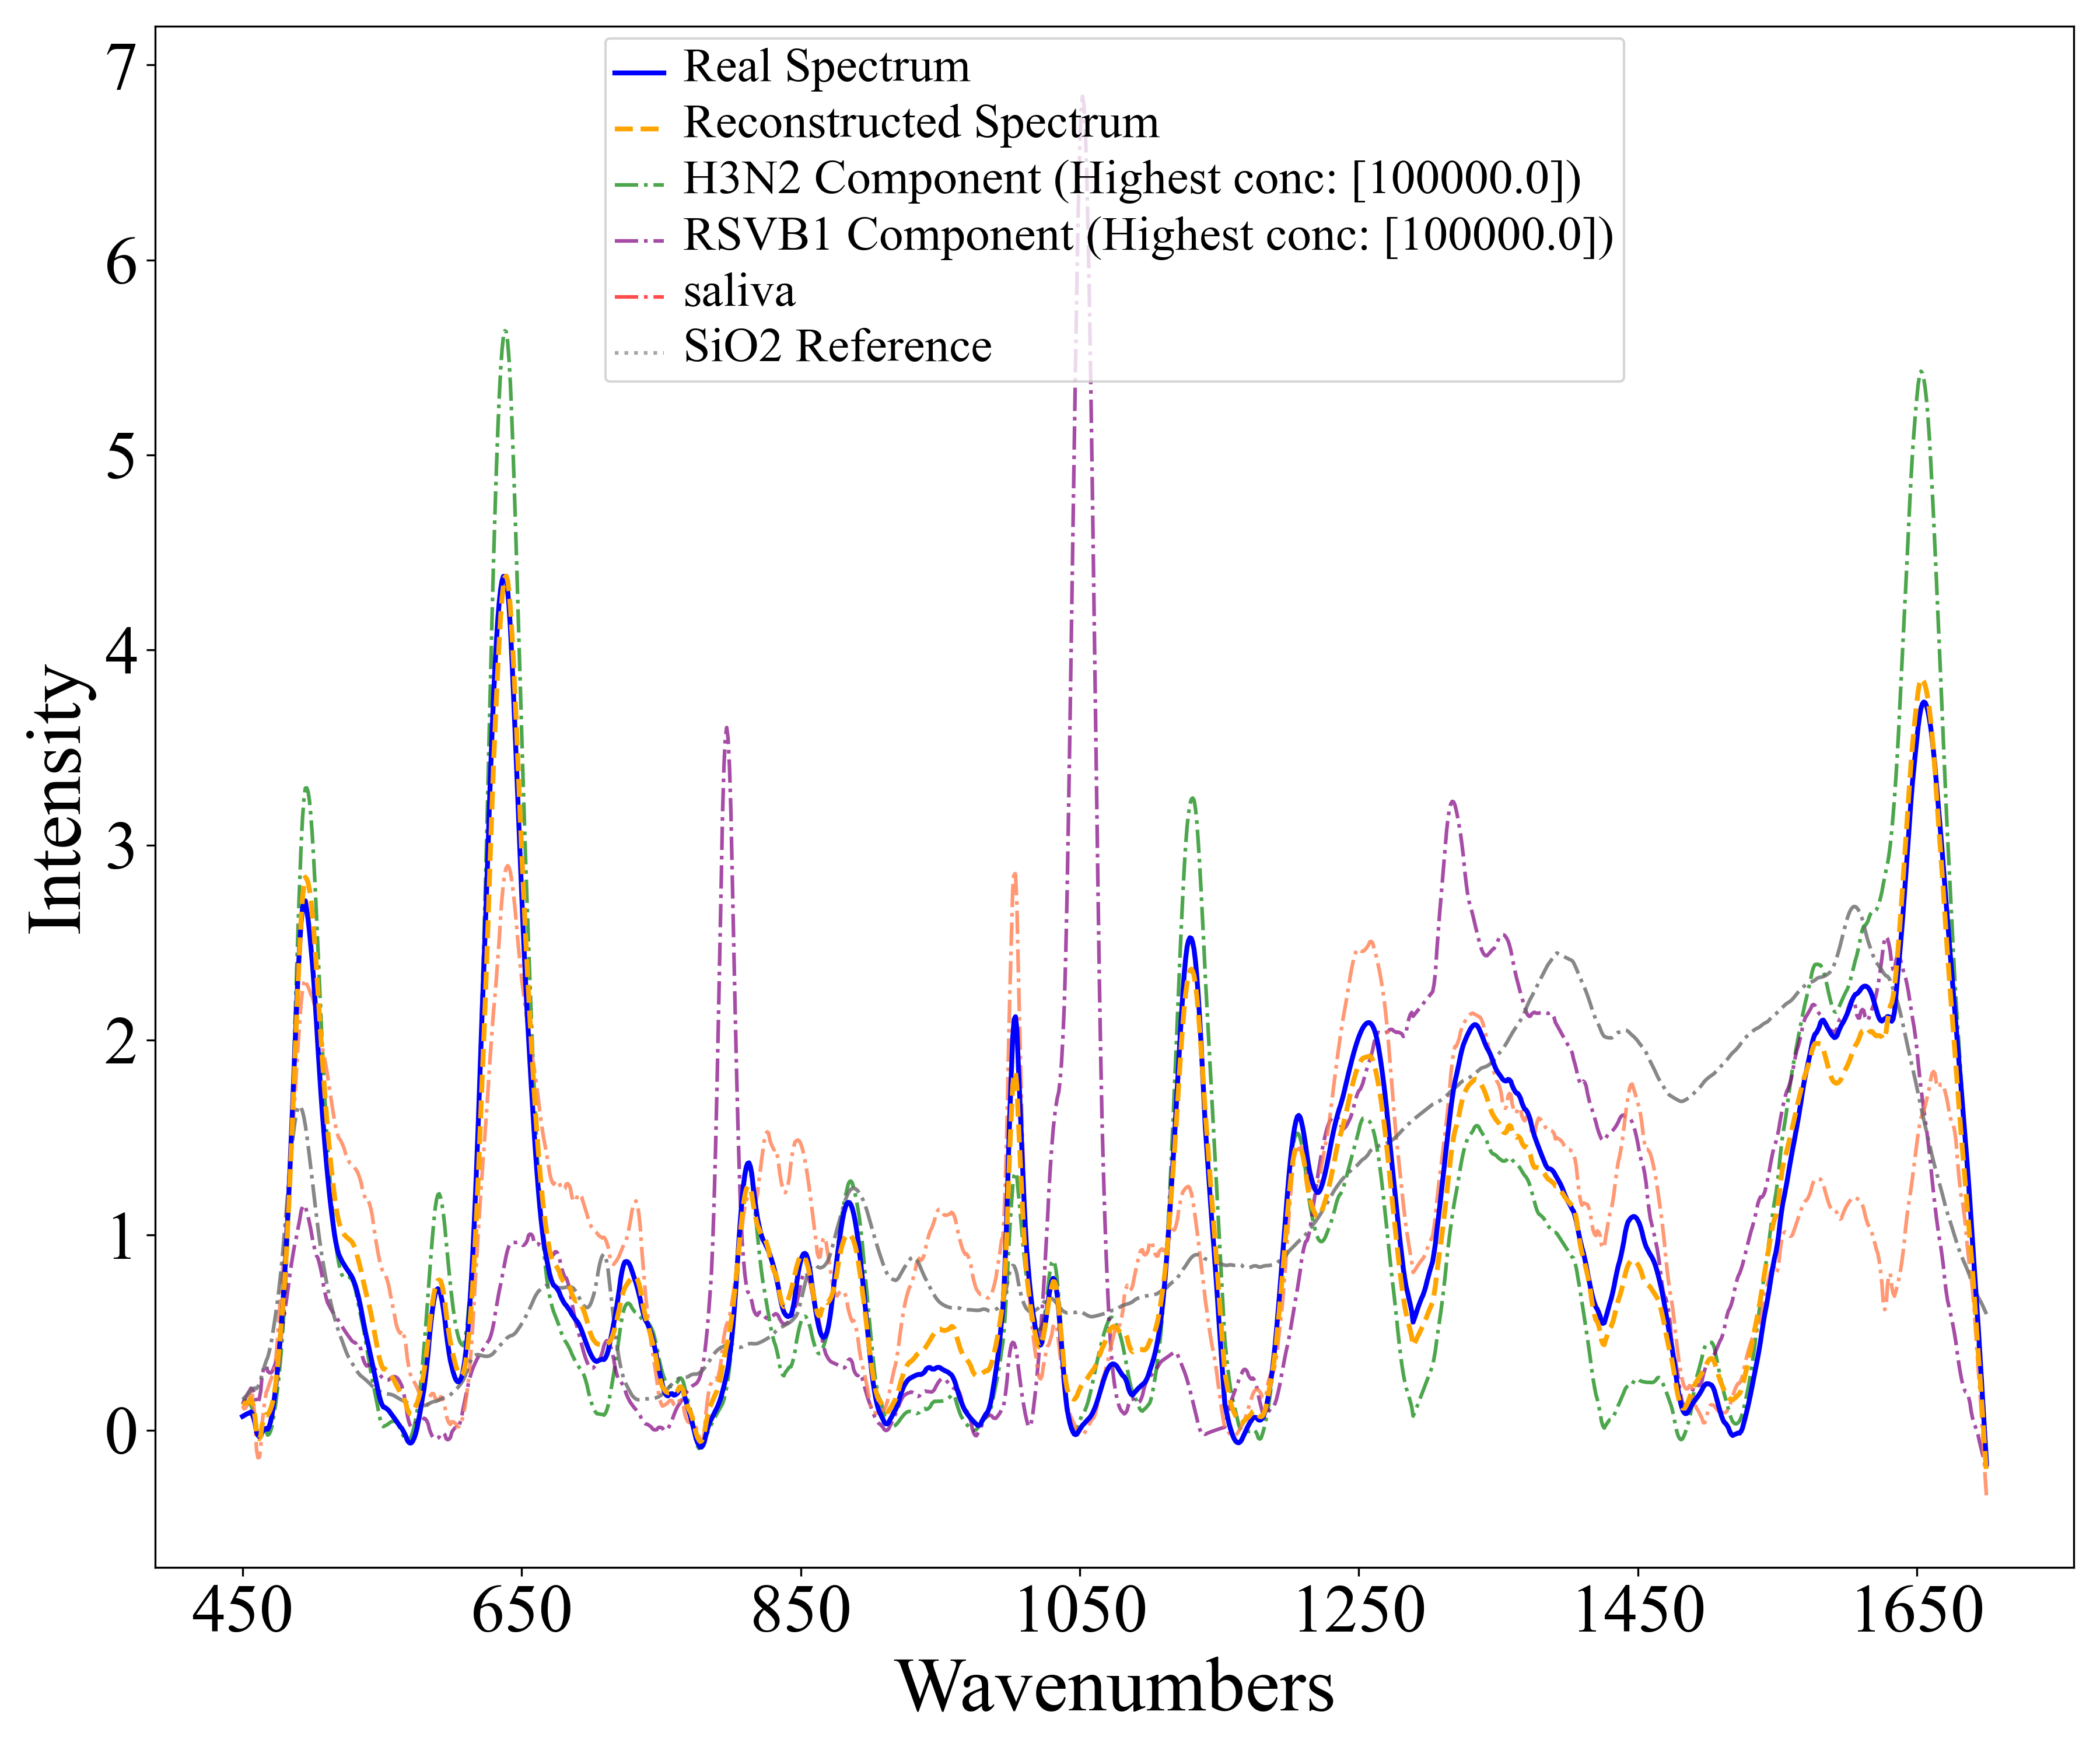 Real Spectrum
Reconstructed Spectrum
H3N2 Component (Highest conc: [100000.0])
RSVB1 Component (Highest conc: [100000.0])
saliva
SiO2 Reference
7
6
5
4
3
2
1
0
Intensity
450 650 850 1050 1250 1450 1650
Wavenumbers